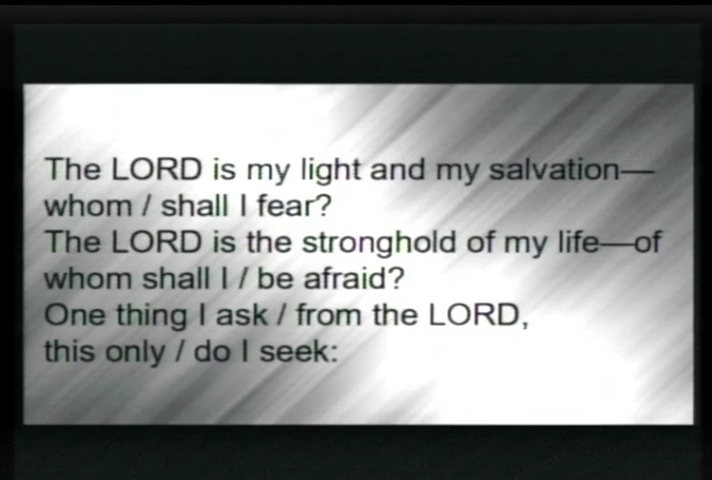 The LORD is my light and my salvation—
whom / shall I fear?
The LORD is the stronghold of my life—of
whom shall I / be afraid?
One thing I ask / from the LORD,
this only / do I seek: